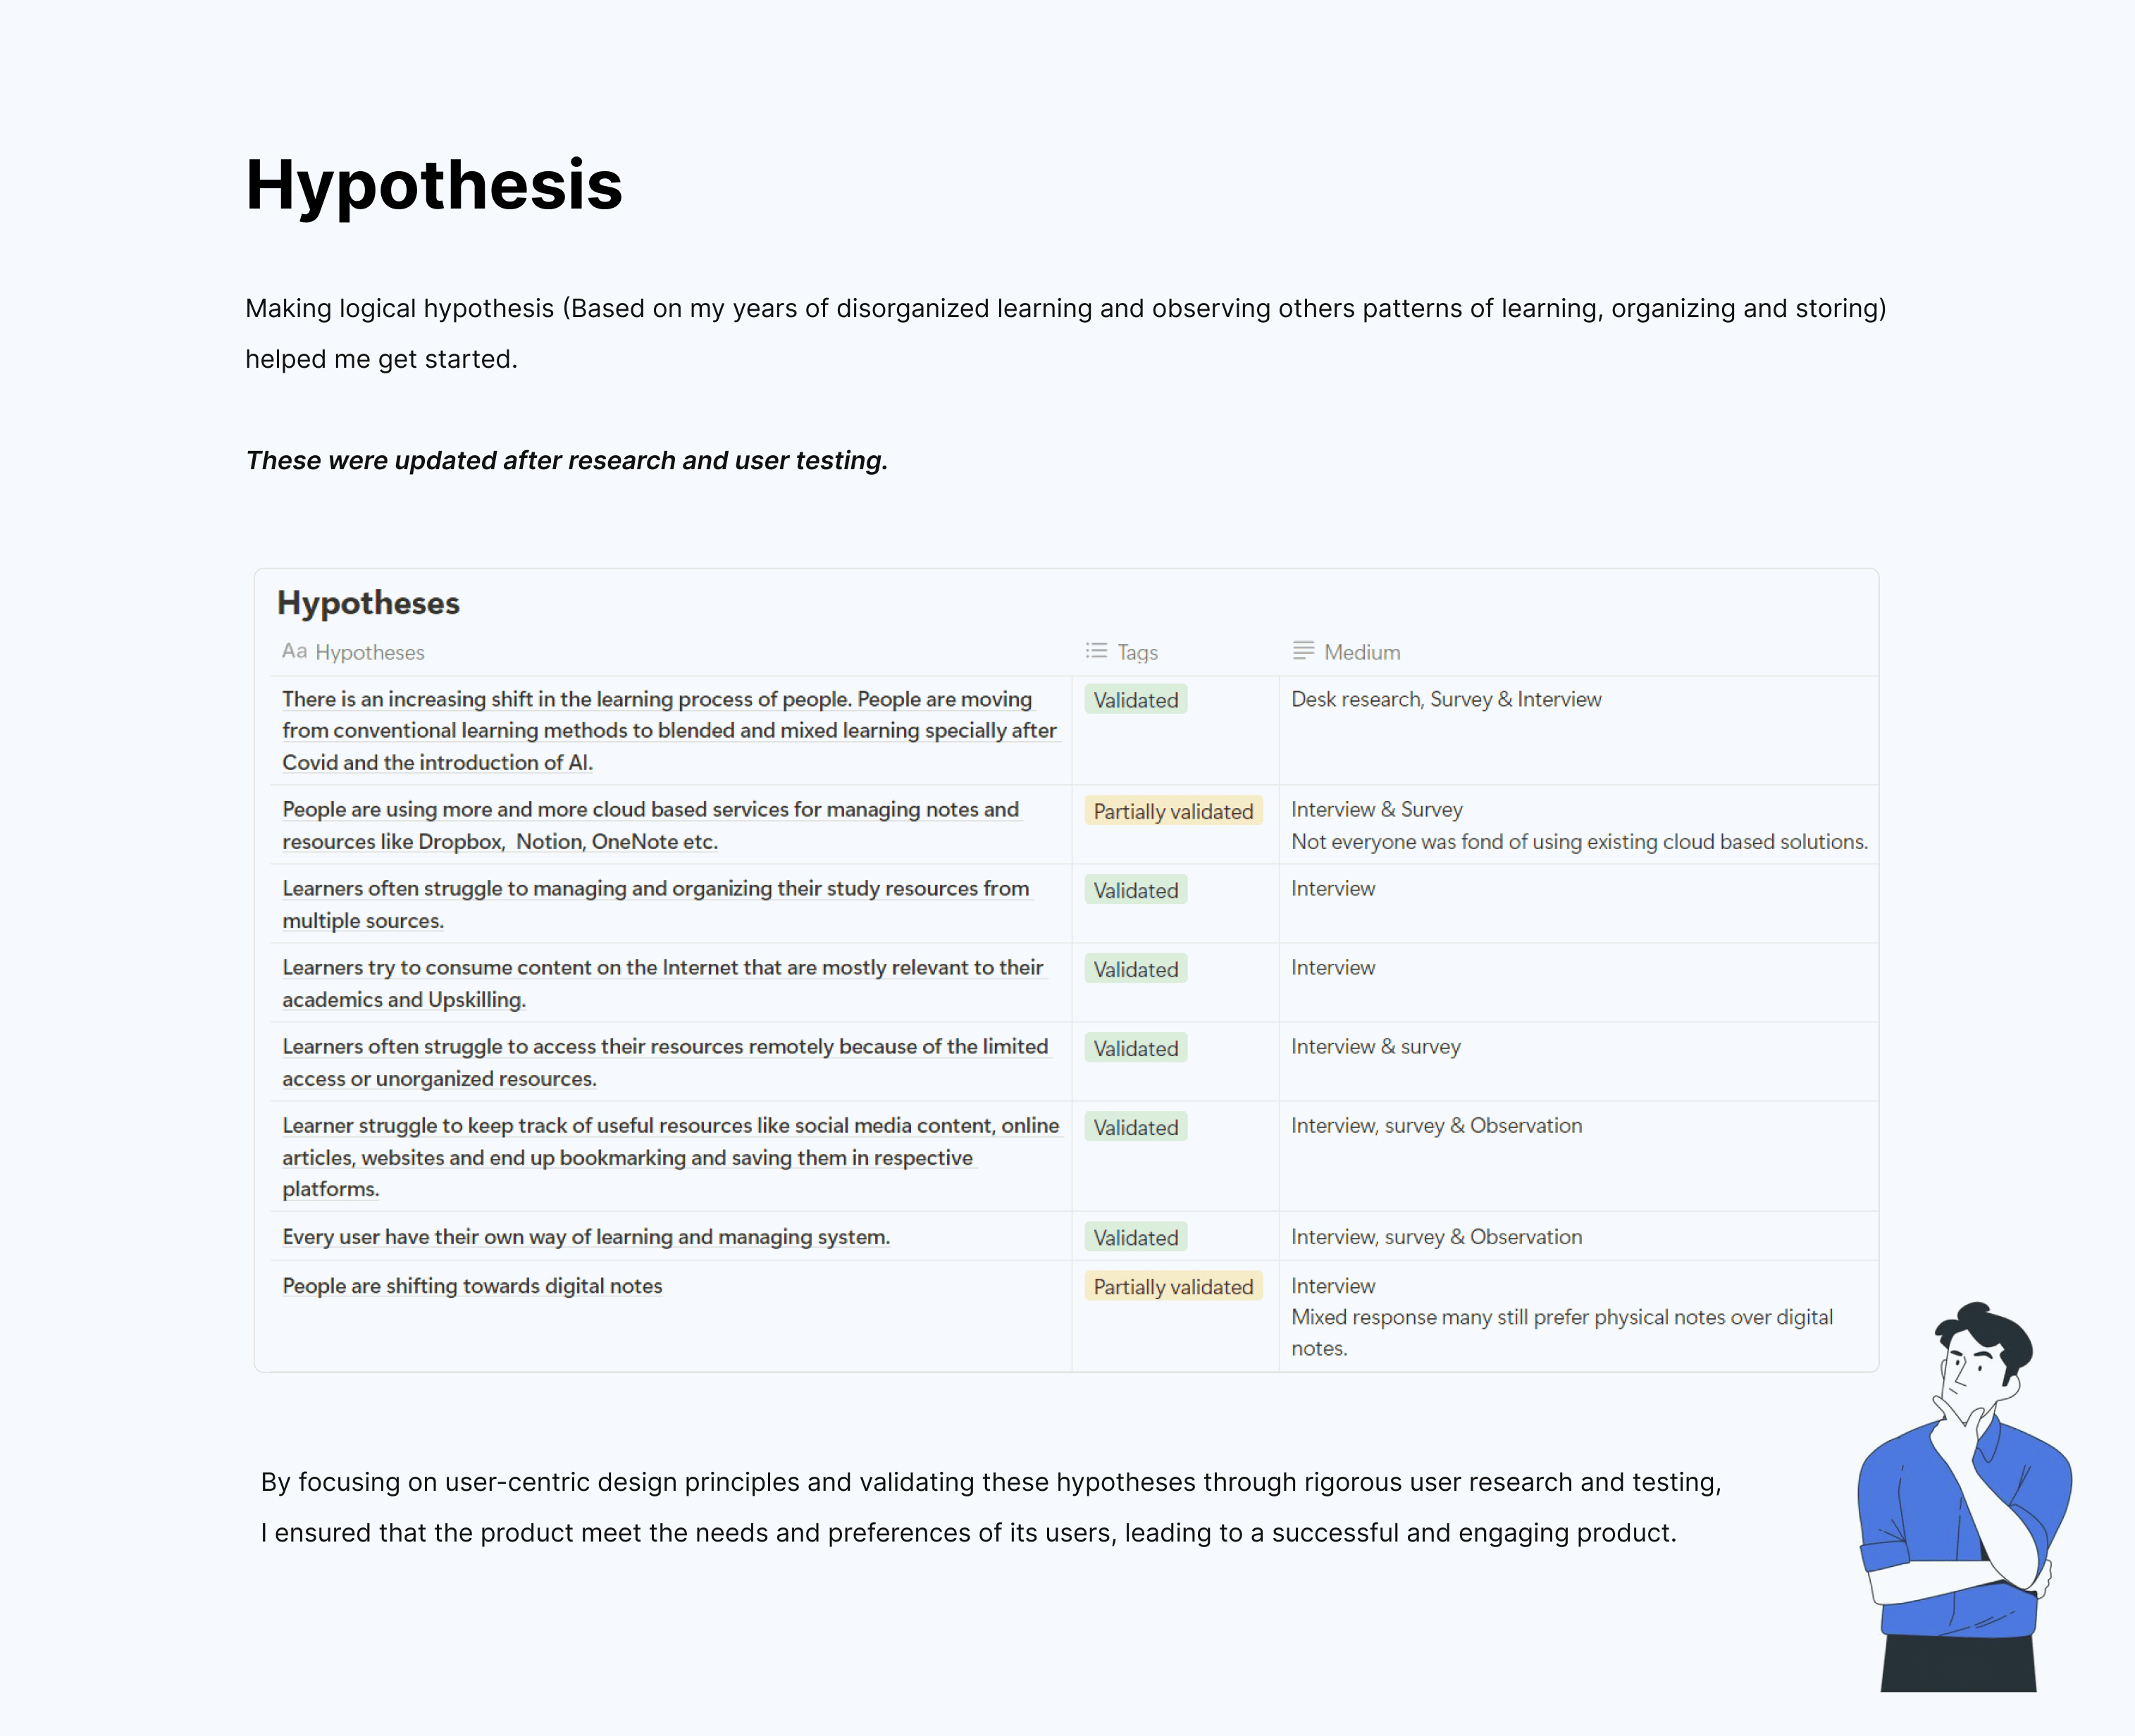 Hypothesis
Making logical hypothesis (Based on my years of disorganized learning and observing others patterns of learning, organizing and storing)
helped me get started.
These were updated after research and user testing.
Hypotheses
Aa Hypotheses
Tags
Medium
There is an increasing shift in the learning process of people. People are moving
from conventional learning methods to blended and mixed learning specially after
Covid and the introduction of AI.
Validated
Desk research, Survey & Interview
People are using more and more cloud based services for managing notes and
resources like Dropbox,  Notion, OneNote etc.
Partially validated
Interview & Survey
Not everyone was fond of using existing cloud based solutions.
Learners often struggle to managing and organizing their study resources from
multiple sources.
Validated
Interview
Learners try to consume content on the Internet that are mostly relevant to their
academics and Upskilling.
Validated
Interview
Learners often struggle to access their resources remotely because of the limited
access or unorganized resources.
Validated
Interview & survey
Learner struggle to keep track of useful resources like social media content, online
articles, websites and end up bookmarking and saving them in respective
platforms.
Validated
Interview, survey & Observation
Every user have their own way of learning and managing system.
Validated
Interview, survey & Observation
People are shifting towards digital notes
Partially validated
Interview
Mixed response many still prefer physical notes over digital
notes.
By focusing on user-centric design principles and validating these hypotheses through rigorous user research and testing,
I ensured that the product meet the needs and preferences of its users, leading to a successful and engaging product.